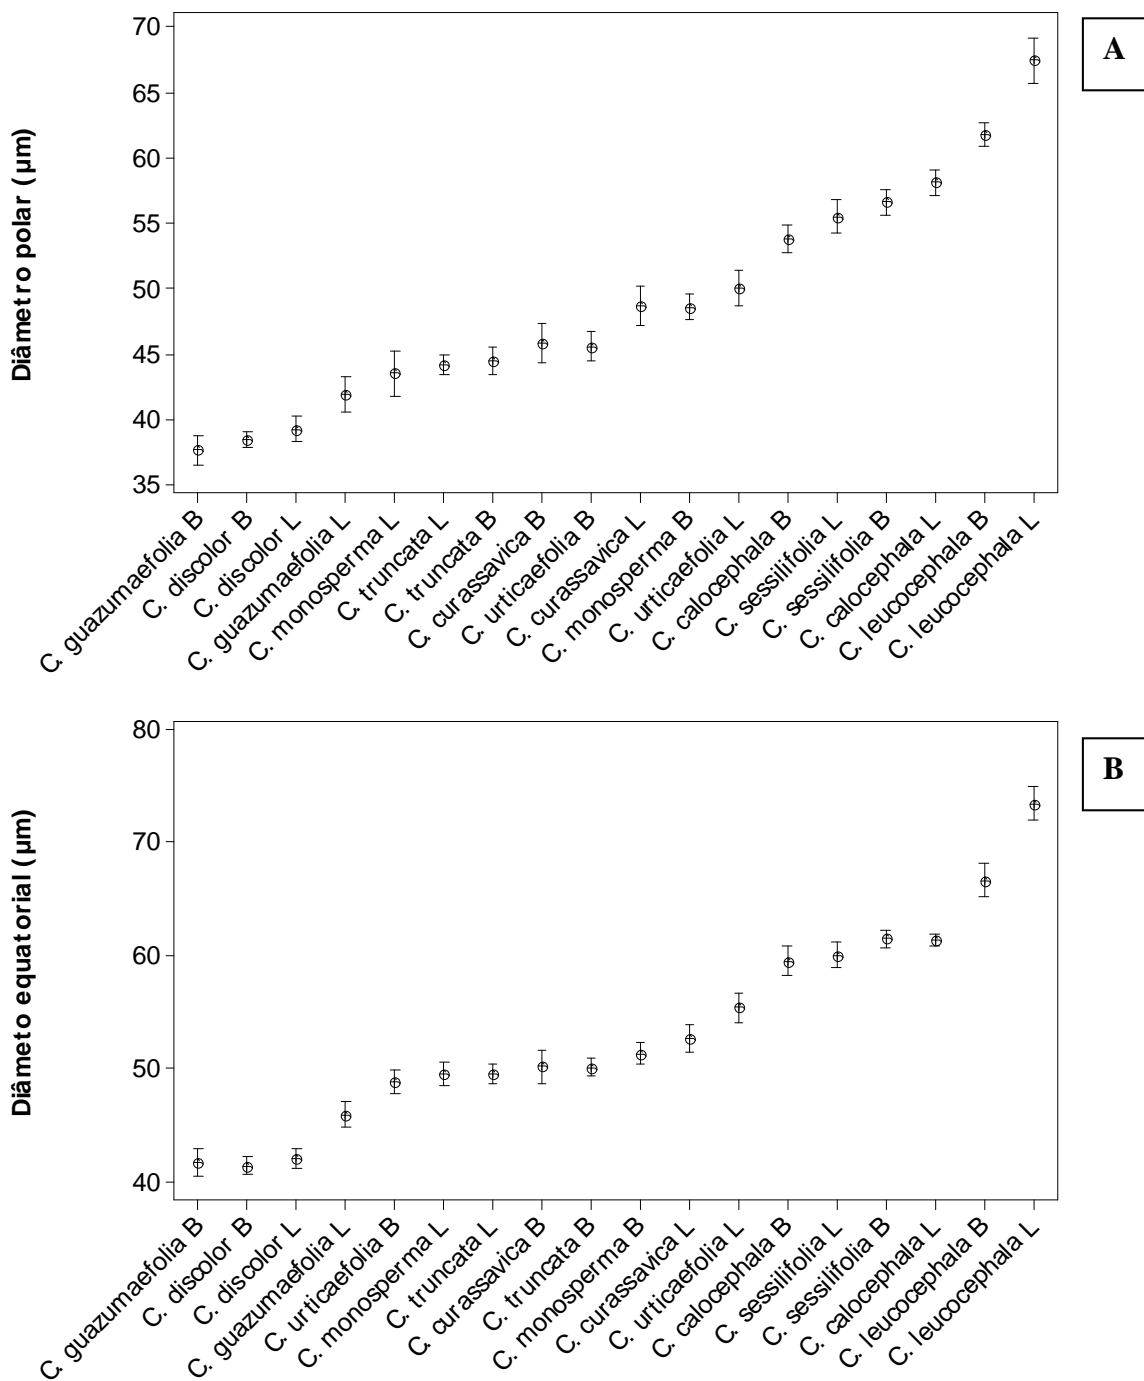 A
Diâmetro polar (µm)
70
65
60
55
50
45
40
35
C. guazumaefolia B
C. discolor B
C. discolor L
C. guazumaefolia L
C. monosperma L
C. truncata L
C. truncata B
C. curassavica B
C. urticaefolia B
C. curassavica L
C. monosperma B
C. urticaefolia L
C. calocephala B
C. sessilifolia L
C. sessilifolia B
C. calocephala L
C. leucocephala B
C. leucocephala L
B
Diâmeto equatorial (µm)
80
70
60
50
40
C. guazumaefolia B
C. discolor B
C. discolor L
C. guazumaefolia L
C. urticaefolia B
C. monosperma L
C. truncata L
C. curassavica B
C. truncata B
C. monosperma B
C. curassavica L
C. urticaefolia L
C. calocephala B
C. sessilifolia L
C. sessilifolia B
C. calocephala L
C. leucocephala B
C. leucocephala L